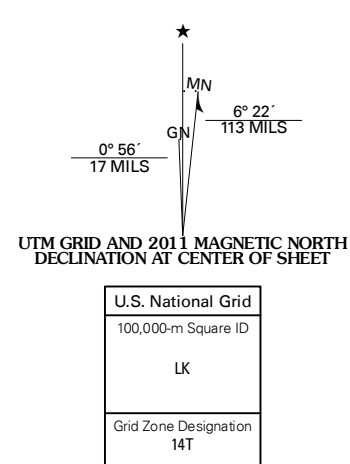 ★
MN
6° 22´
113 MILS
GN
0° 56´
17 MILS
UTM GRID AND 2011 MAGNETIC NORTH
DECLINATION AT CENTER OF SHEET
U.S. National Grid
100,000-m Square ID
LK
Grid Zone Designation
14T